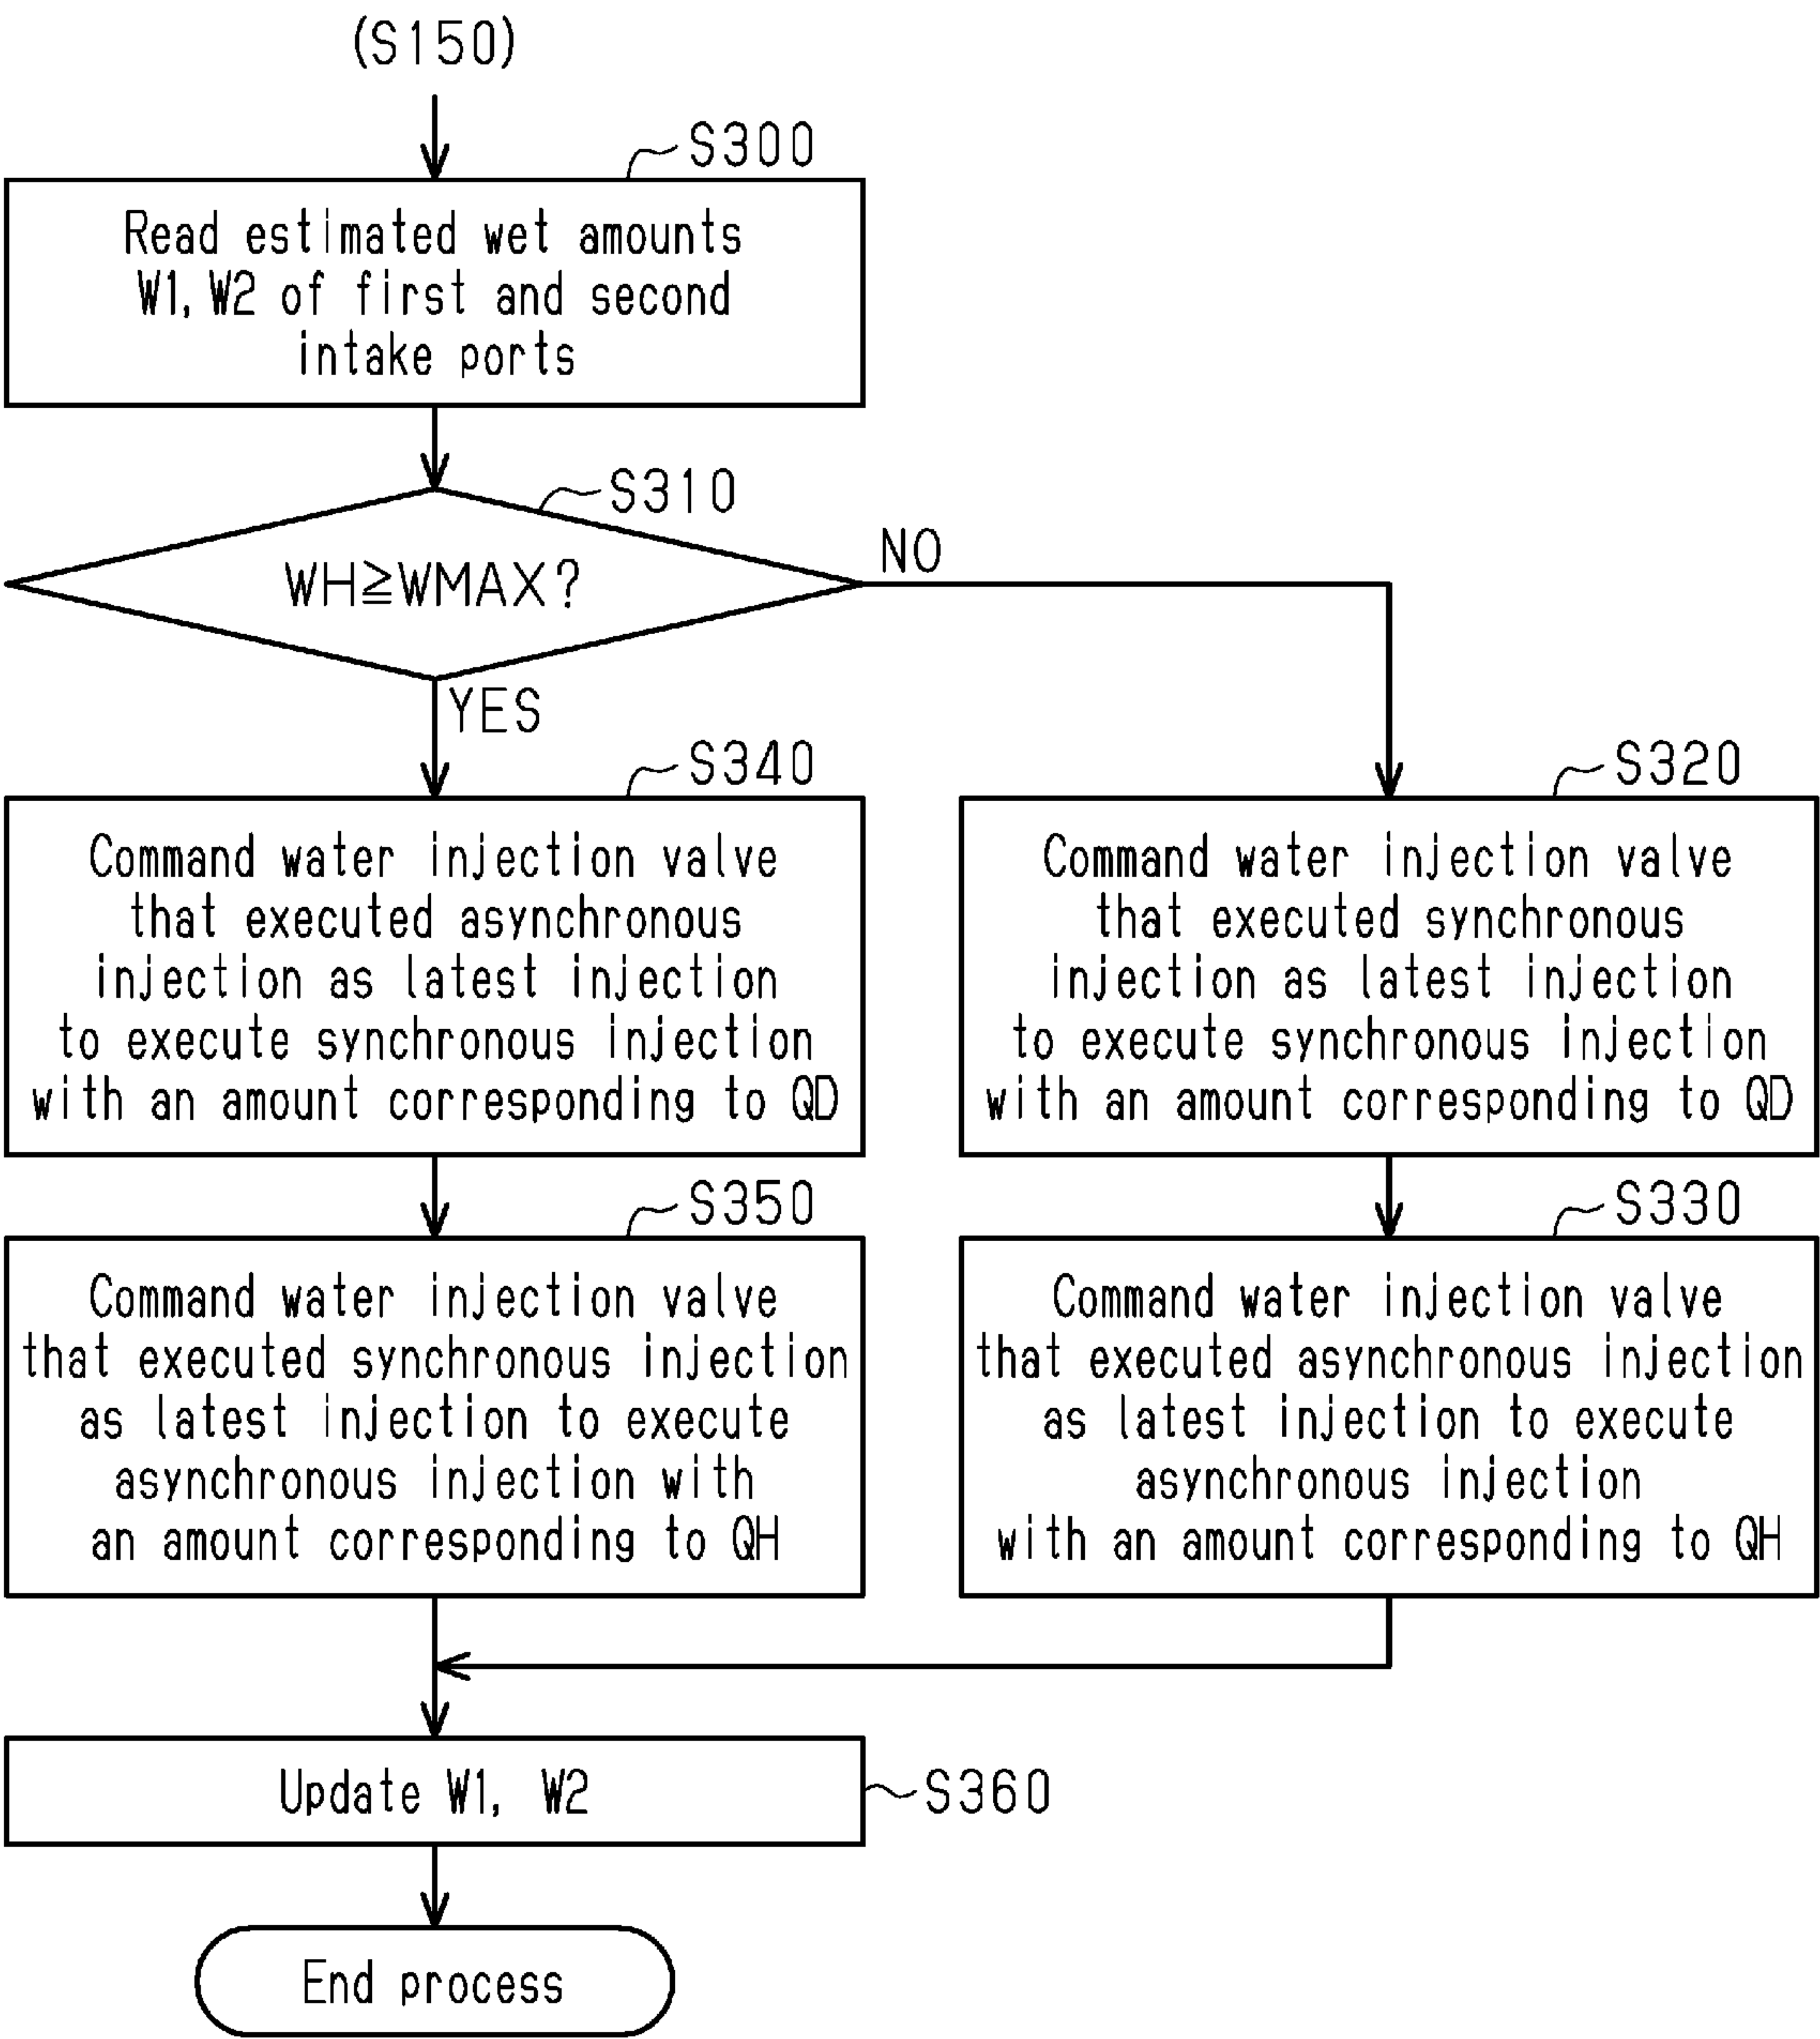 (S150)
S300
Read estimated wet amounts
W1, W2 of first and second
intake ports
S310
WH≧WMAX?
NO
YES
S340
Command water injection valve
that executed asynchronous
injection as latest injection
to execute synchronous injection
with an amount corresponding to QD
S320
Command water injection valve
that executed synchronous
injection as latest injection
to execute synchronous injection
with an amount corresponding to QD
S350
Command water injection valve
that executed synchronous injection
as latest injection to execute
asynchronous injection with
an amount corresponding to QH
S330
Command water injection valve
that executed asynchronous injection
as latest injection to execute
asynchronous injection
with an amount corresponding to QH
Update W1, W2
S360
End process